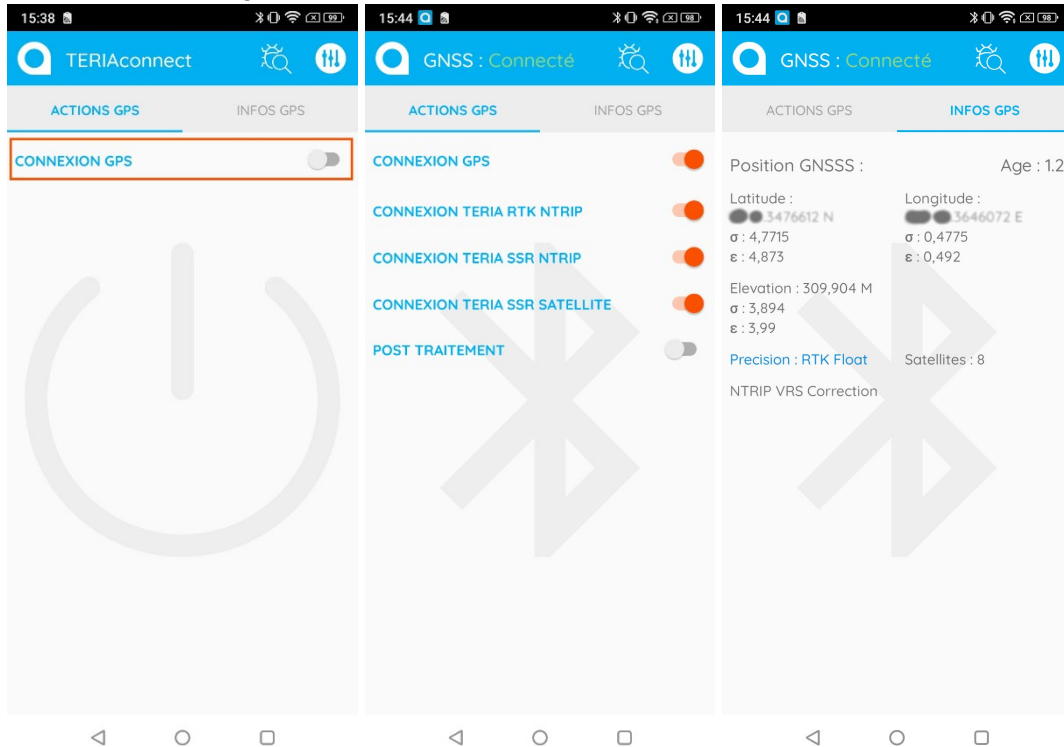 15:38
99
TERIAconnect
ACTIONS GPS
INFOS GPS
CONNEXION GPS
15:44
98
GNSS : Connecté
ACTIONS GPS
INFOS GPS
CONNEXION GPS
CONNEXION TERIA RTK NTRIP
CONNEXION TERIA SSR NTRIP
CONNEXION TERIA SSR SATELLITE
POST TRAITEMENT
15:44
98
GNSS : Connecté
ACTIONS GPS
INFOS GPS
Position GNSSS :
Age : 1.2
Latitude :
Longitude :
.3476612 N
.3646072 E
σ : 4,7715
σ : 0,4775
ε : 4,873
ε : 0,492
Elevation : 309,904 M
σ : 3,894
ε : 3,99
Precision : RTK Float
Satellites : 8
NTRIP VRS Correction